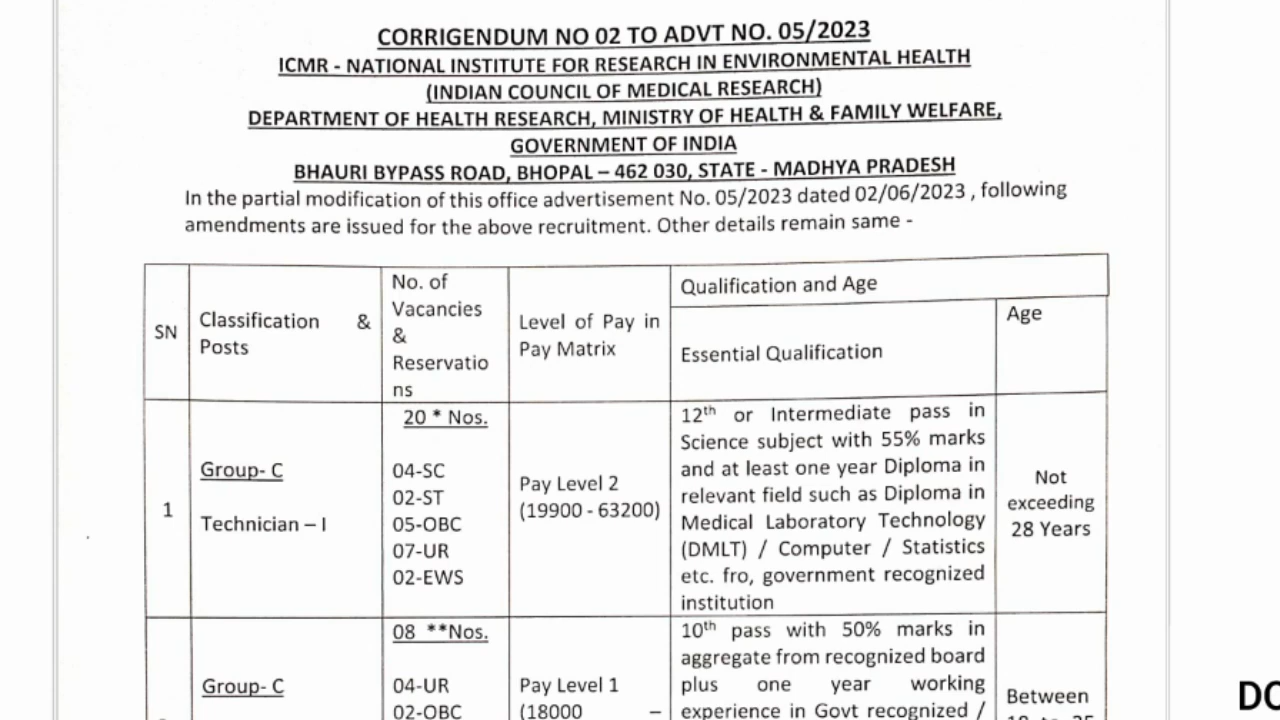 CORRIGENDUM NO 02 TO ADVT NO. 05/2023
ICMR - NATIONAL INSTITUTE FOR RESEARCH IN ENVIRONMENTAL HEALTH
(INDIAN COUNCIL OF MEDICAL RESEARCH)
DEPARTMENT OF HEALTH RESEARCH, MINISTRY OF HEALTH & FAMILY WELFARE,
GOVERNMENT OF INDIA
BHAURI BYPASS ROAD, BHOPAL – 462 030, STATE - MADHYA PRADESH
In the partial modification of this office advertisement No. 05/2023 dated 02/06/2023 , following
amendments are issued for the above recruitment. Other details remain same -
SN
Classification &
Posts
No. of
Vacancies
&
Reservatio
ns
Level of Pay in
Pay Matrix
Qualification and Age
Essential Qualification
Age
1
Group- C
Technician – I
20 * Nos.
04-SC
02-ST
05-OBC
07-UR
02-EWS
Pay Level 2
(19900 - 63200)
12th or Intermediate pass in
Science subject with 55% marks
and at least one year Diploma in
relevant field such as Diploma in
Medical Laboratory Technology
(DMLT) / Computer / Statistics
etc. fro, government recognized
institution
Not
exceeding
28 Years
Group- C
08 **Nos.
04-UR
02-OBC
Pay Level 1
(18000 –
10th pass with 50% marks in
aggregate from recognized board
plus one year working
experience in Govt recognized /
Between
DO